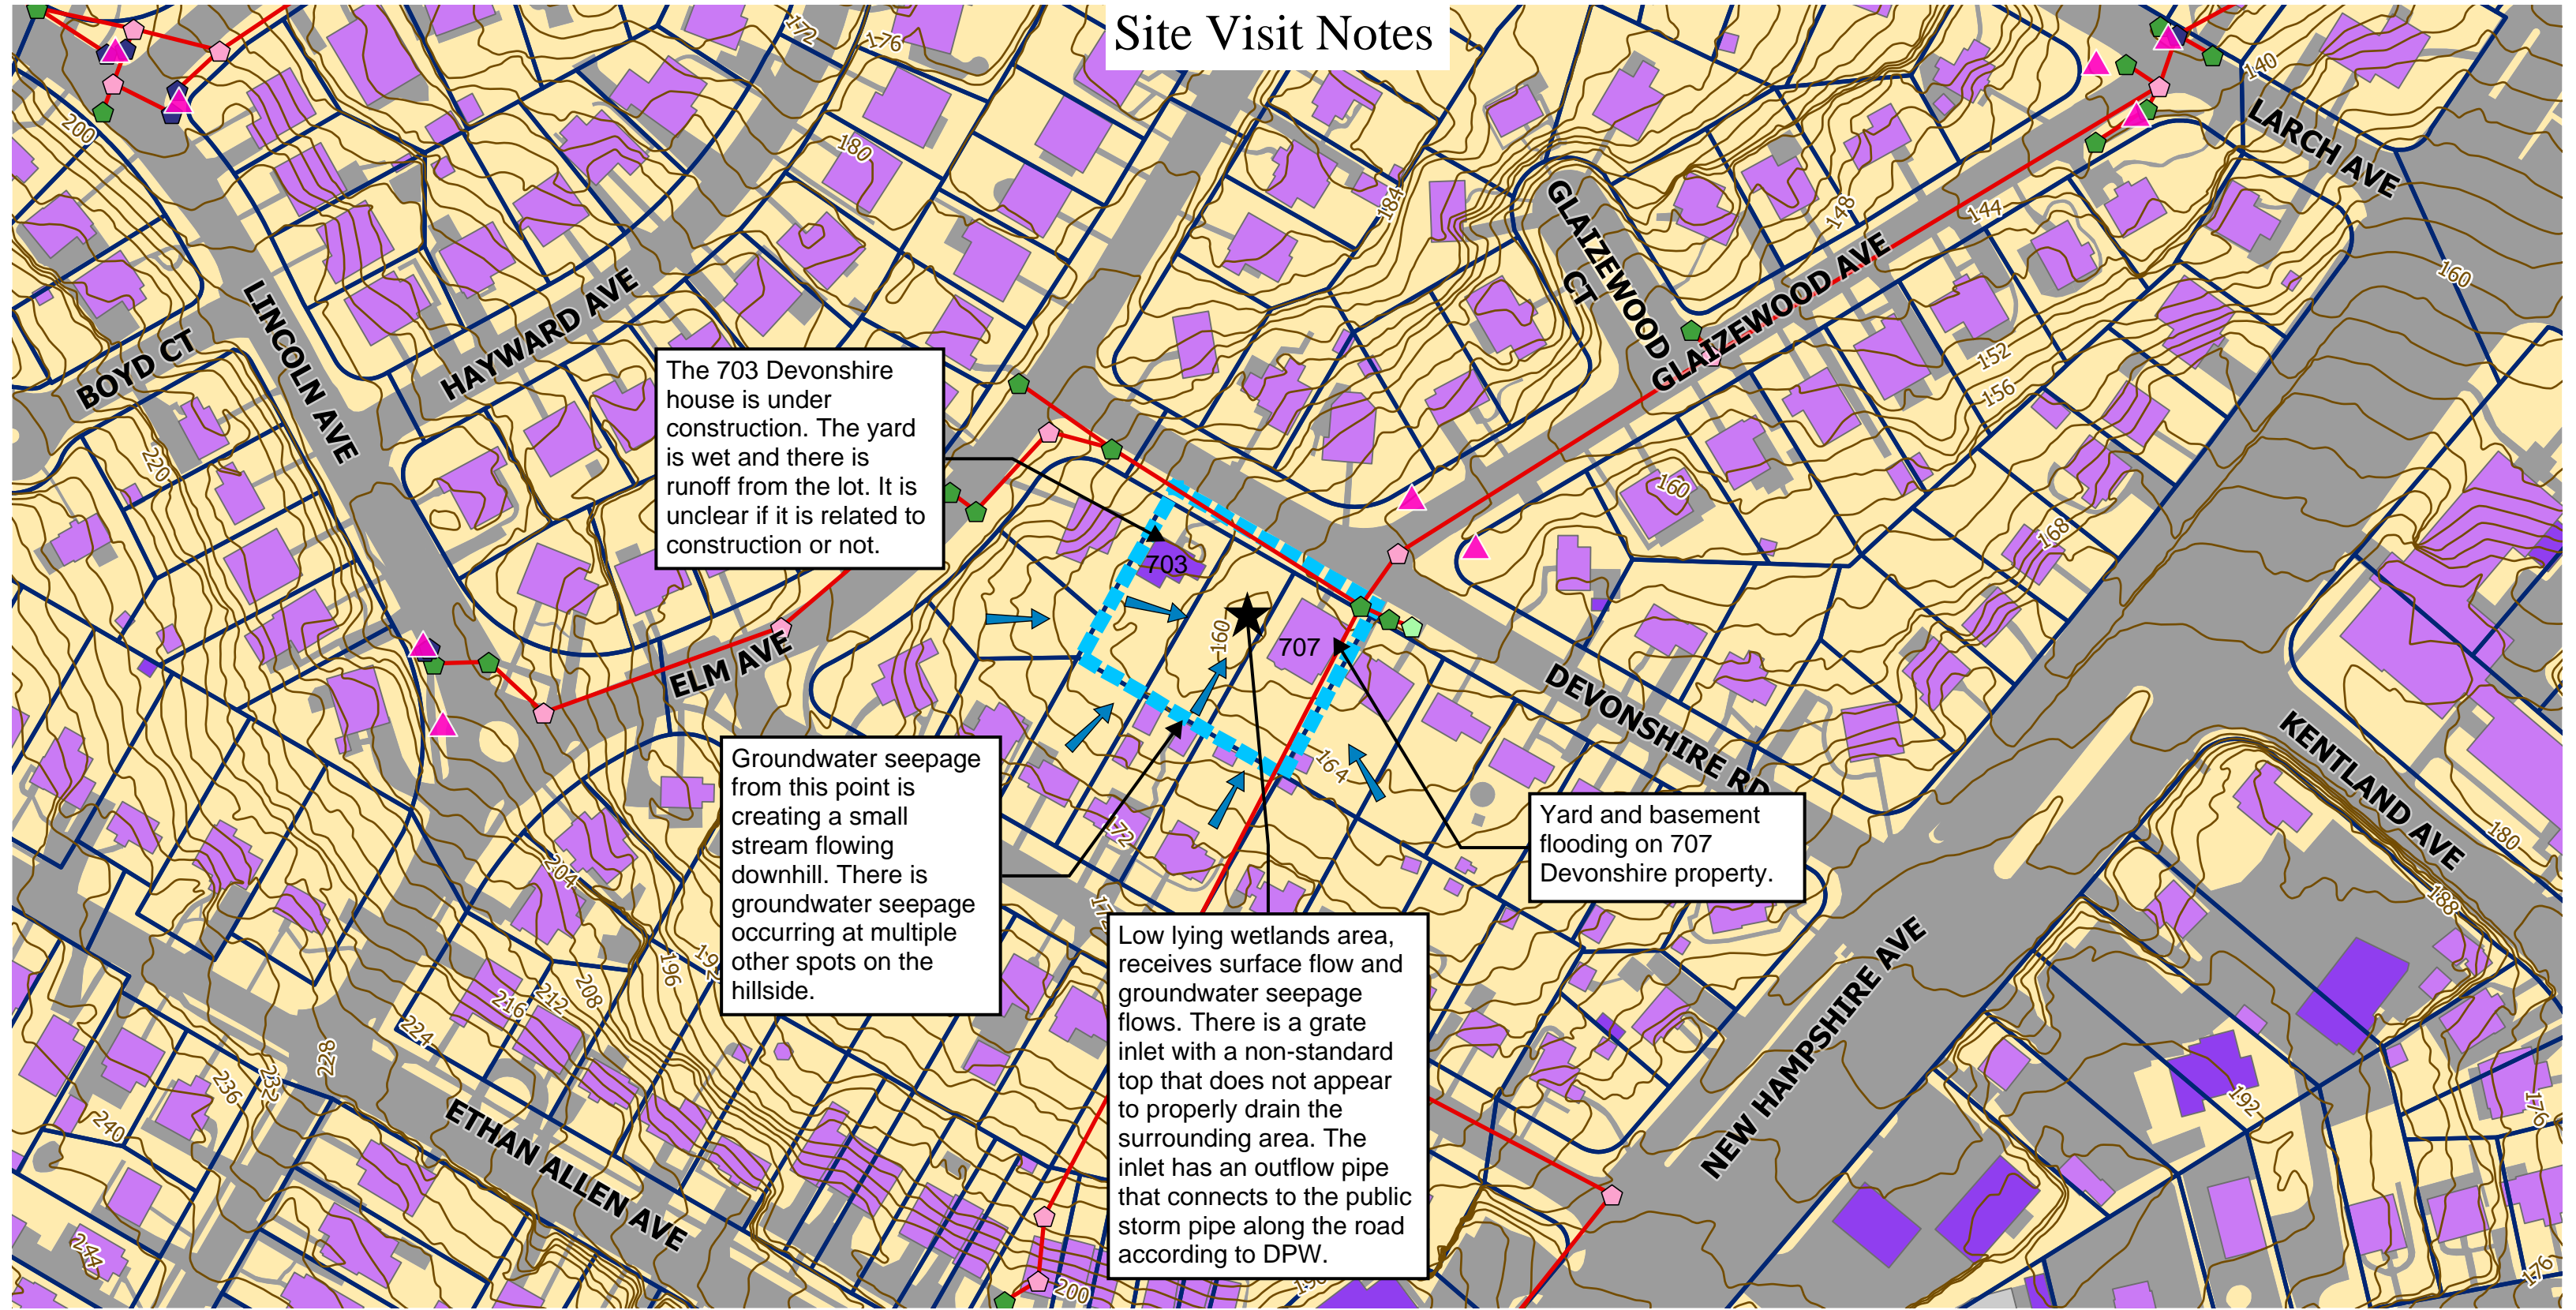 Site Visit Notes
172
176
180
184
200
140
LARCH AVE
148
144
160
152
156
GLAIZEWOOD
CT
GLAIZEWOOD AVE
LINCOLN AVE
HAYWARD AVE
BOYD CT
220
The 703 Devonshire
house is under
construction. The yard
is wet and there is
runoff from the lot. It is
unclear if it is related to
construction or not.
703
160
707
160
168
164
172
ELM AVE
DEVONSHIRE RD
KENTLAND AVE
180
188
Groundwater seepage
from this point is
creating a small
stream flowing
downhill. There is
groundwater seepage
occurring at multiple
other spots on the
hillside.
Yard and basement
flooding on 707
Devonshire property.
Low lying wetlands area,
receives surface flow and
groundwater seepage
flows. There is a grate
inlet with a non-standard
top that does not appear
to properly drain the
surrounding area. The
inlet has an outflow pipe
that connects to the public
storm pipe along the road
according to DPW.
NEW HAMPSHIRE AVE
204
196
208
212
216
224
228
232
236
240
244
ETHAN ALLEN AVE
200
192
176
176